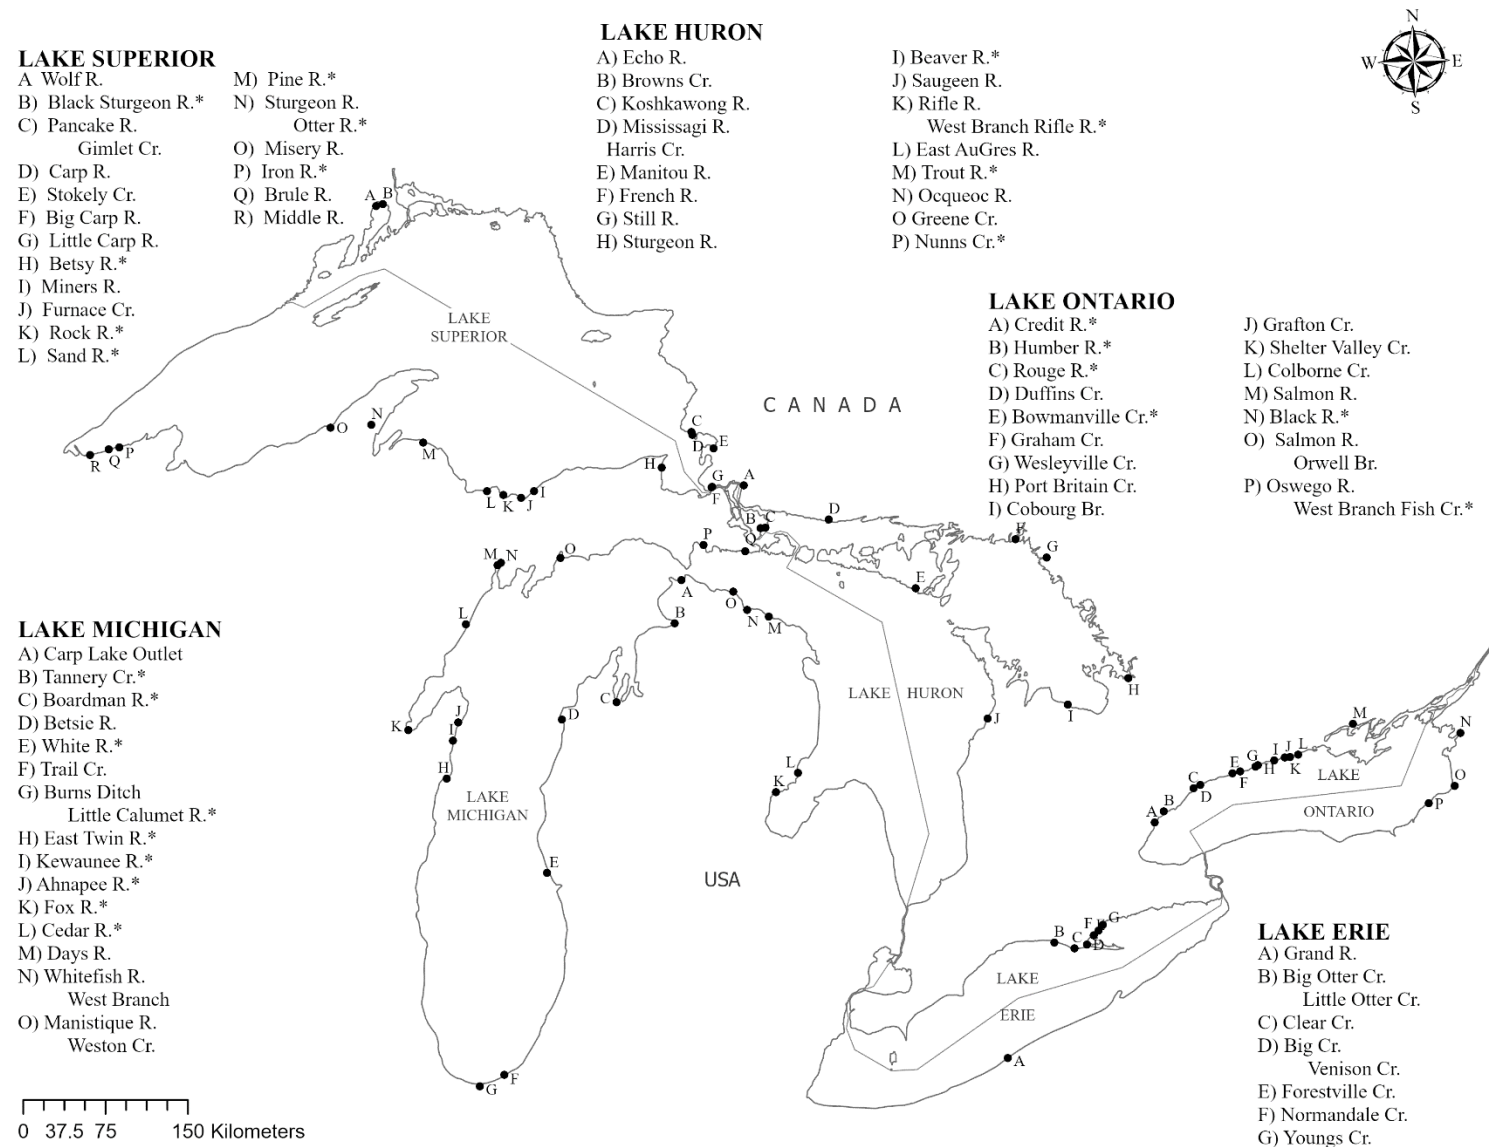 LAKE SUPERIOR
A Wolf R.
B) Black Sturgeon R.*
C) Pancake R.
Gimlet Cr.
D) Carp R.
E) Stokely Cr.
F) Big Carp R.
G) Little Carp R.
H) Betsy R.*
I) Miners R.
J) Furnace Cr.
K) Rock R.*
L) Sand R.*
M) Pine R.*
N) Sturgeon R.
Otter R.*
O) Misery R.
P) Iron R.*
Q) Brule R.
R) Middle R.
LAKE HURON
A) Echo R.
B) Browns Cr.
C) Koshkawong R.
D) Mississagi R.
Harris Cr.
E) Manitou R.
F) French R.
G) Still R.
H) Sturgeon R.
I) Beaver R.*
J) Saugeen R.
K) Rifle R.
West Branch Rifle R.*
L) East AuGres R.
M) Trout R.*
N) Ocqueoc R.
O Greene Cr.
P) Nunns Cr.*
N
W
E
S
LAKE ONTARIO
A) Credit R.*
B) Humber R.*
C) Rouge R.*
D) Duffins Cr.
E) Bowmanville Cr.*
F) Graham Cr.
G) Wesleyville Cr.
H) Port Britain Cr.
I) Cobourg Br.
J) Grafton Cr.
K) Shelter Valley Cr.
L) Colborne Cr.
M) Salmon R.
N) Black R.*
O) Salmon R.
Orwell Br.
P) Oswego R.
West Branch Fish Cr.*
LAKE MICHIGAN
A) Carp Lake Outlet
B) Tannery Cr.*
C) Boardman R.*
D) Betsie R.
E) White R.*
F) Trail Cr.
G) Burns Ditch
Little Calumet R.*
H) East Twin R.*
I) Kewaunee R.*
J) Ahnapee R.*
K) Fox R.*
L) Cedar R.*
M) Days R.
N) Whitefish R.
West Branch
O) Manistique R.
Weston Cr.
LAKE ERIE
A) Grand R.
B) Big Otter Cr.
Little Otter Cr.
C) Clear Cr.
D) Big Cr.
Venison Cr.
E) Forestville Cr.
F) Normandale Cr.
G) Youngs Cr.
A B
LAKE
SUPERIOR
CANADA
N
O
M
R Q P
L K J I
H
C
D E
G
F
A
B C
D
F
G
P
Q
E
M N
O
A
B
O
N M
L
H
C
D
LAKE HURON
J
I
K
J
I
H
LAKE
MICHIGAN
L
K
E
USA
M
N
L
J
I
K
G
H
E
F
C
D
B
A
LAKE
ONTARIO
O
P
G
F
B
C
D
LAKE
ERIE
A
F
G
0 37.5 75 150 Kilometers